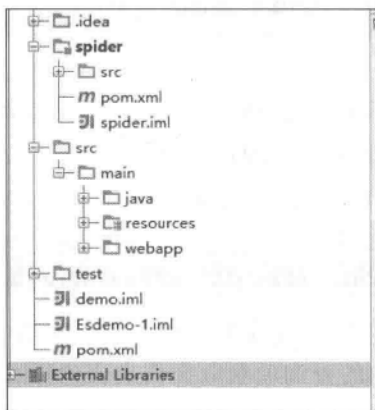 .idea
spider
src
pom.xml
spider.iml
src
main
java
resources
webapp
test
demo.iml
Esdemo-1.iml
pom.xml
External Libraries